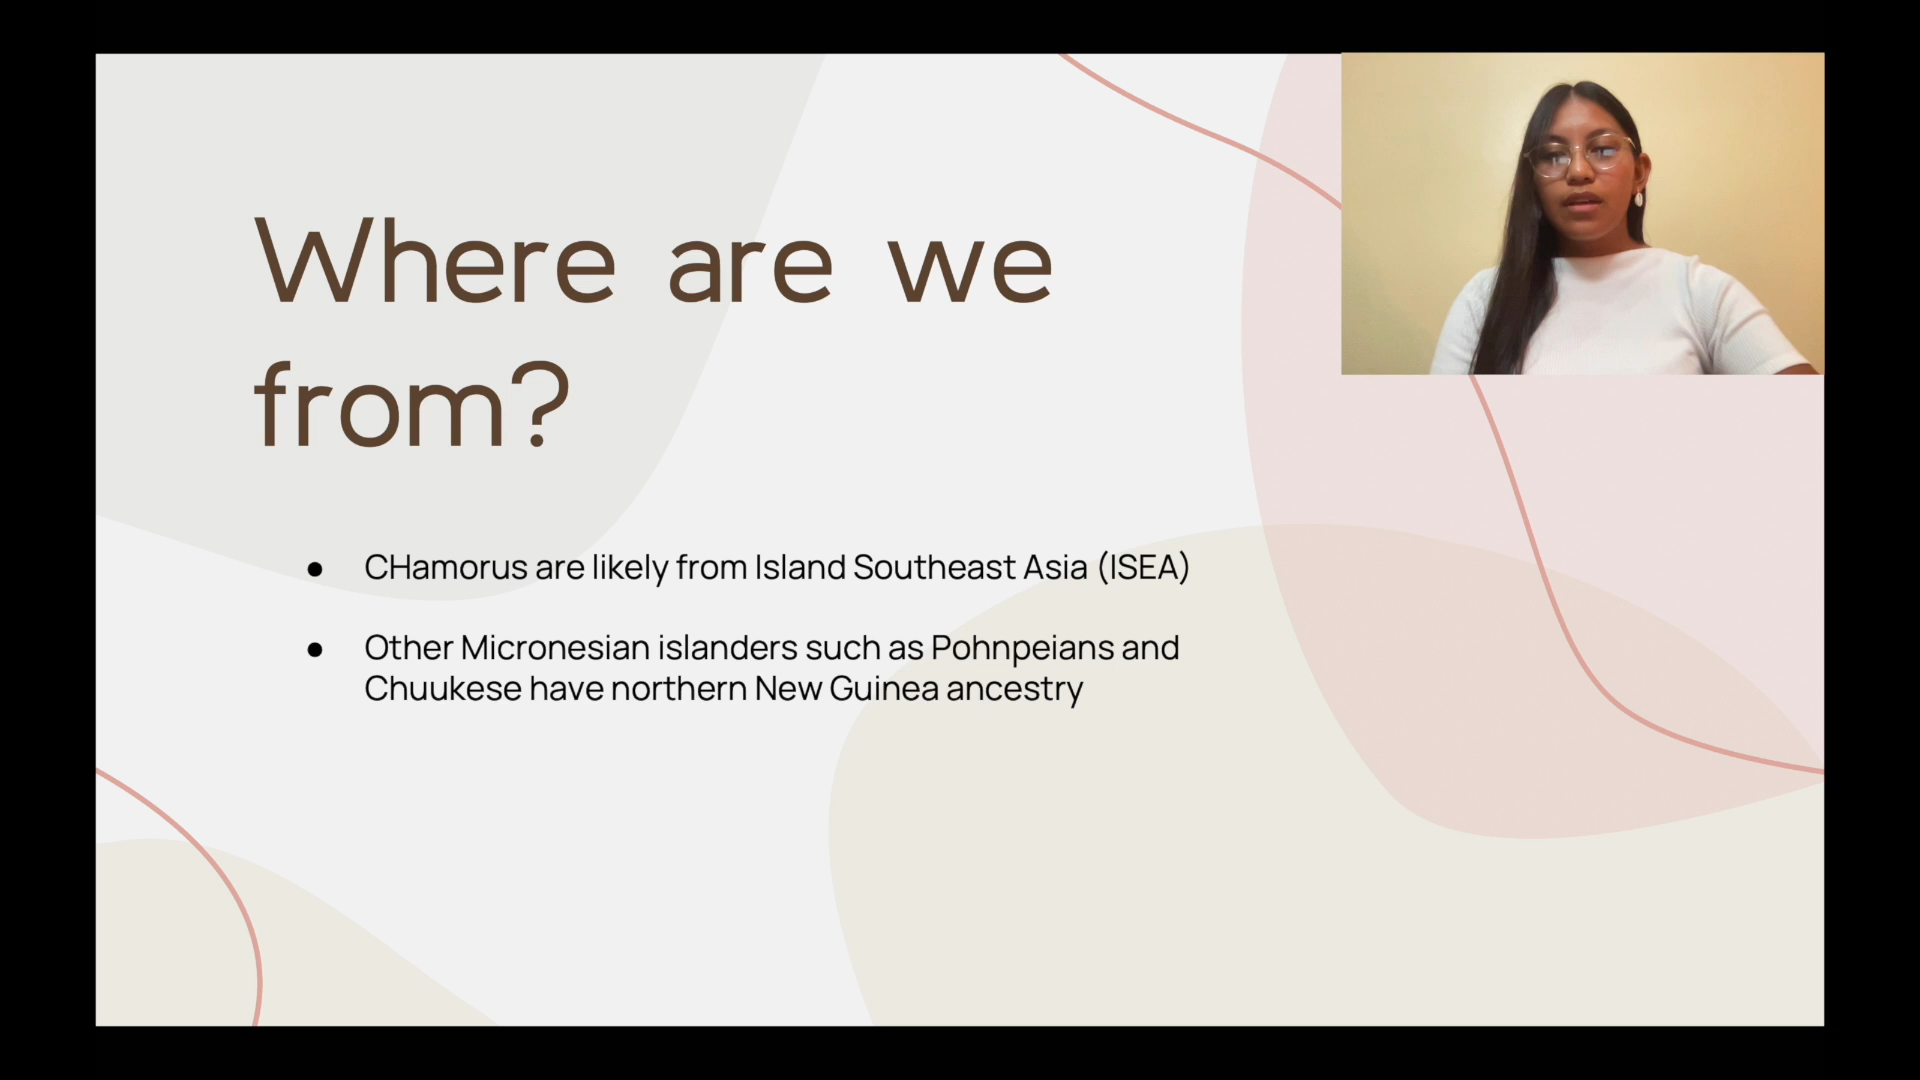 Where are we
from?
● CHamorus are likely from Island Southeast Asia (ISEA)
● Other Micronesian islanders such as Pohnpeians and
Chuukese have northern New Guinea ancestry